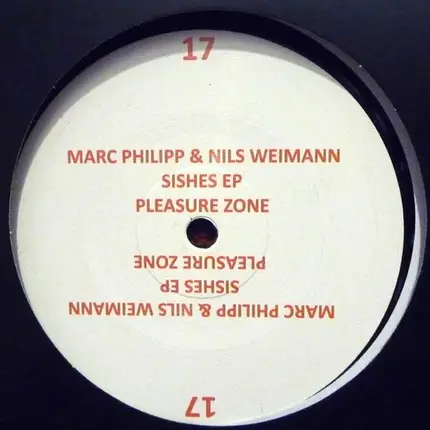 17
MARC PHILIPP & NILS WEIMANN
SISHES EP
PLEASURE ZONE
PLEASURE ZONE
SISHES EP
MARC PHILIPP & NILS WEIMANN
17